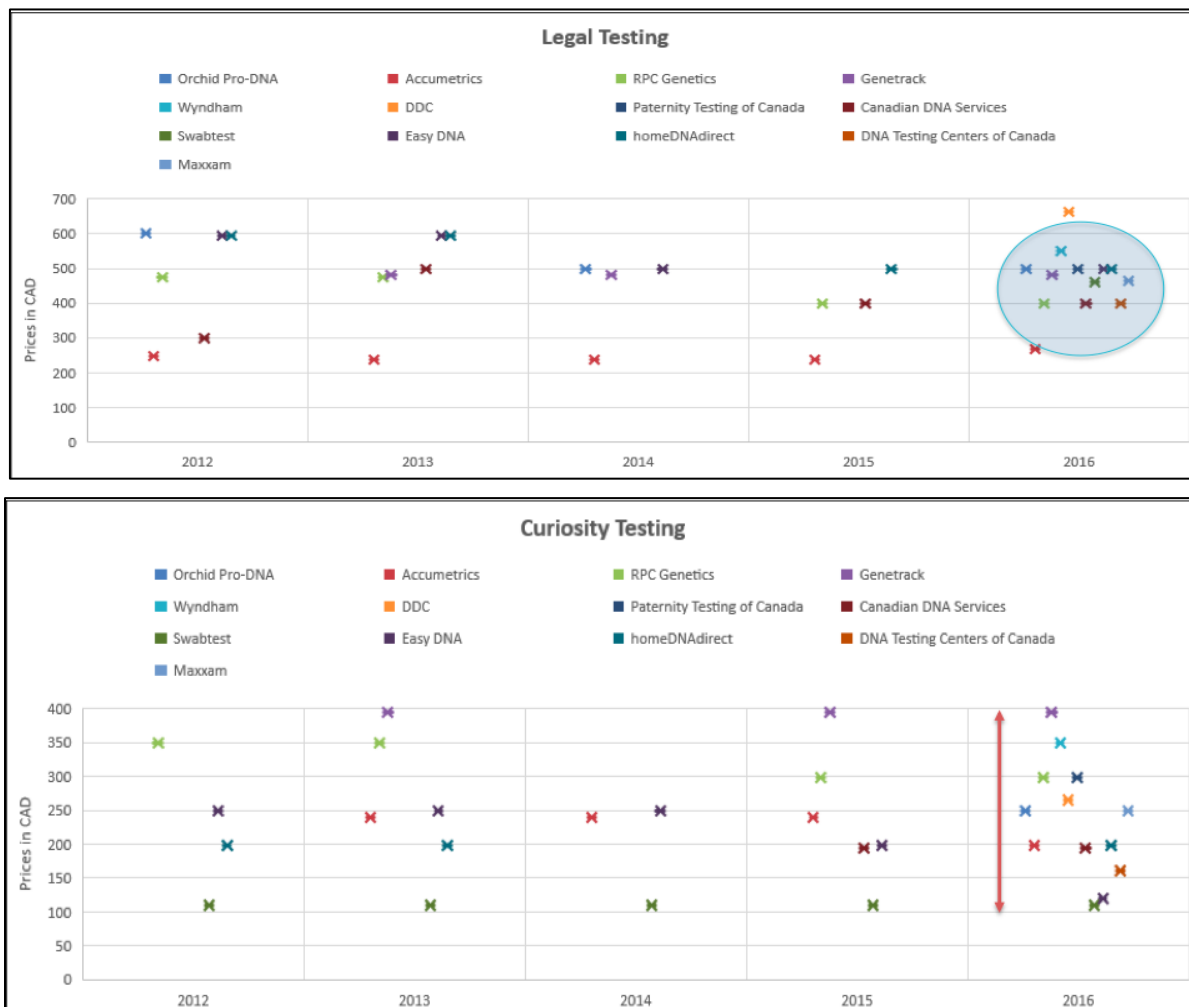 Legal Testing
Orchid Pro-DNA Accumetrics RPC Genetics Genetrack
Wyndham DDC Paternity Testing of Canada Canadian DNA Services
Swabtest Easy DNA homeDNAdirect DNA Testing Centers of Canada
Maxxam
Prices in CAD
700
600
500
400
300
200
100
0
2012 2013 2014 2015 2016
Curiosity Testing
Orchid Pro-DNA Accumetrics RPC Genetics Genetrack
Wyndham DDC Paternity Testing of Canada Canadian DNA Services
Swabtest Easy DNA homeDNAdirect DNA Testing Centers of Canada
Maxxam
Prices in CAD
400
350
300
250
200
150
100
50
0
2012 2013 2014 2015 2016